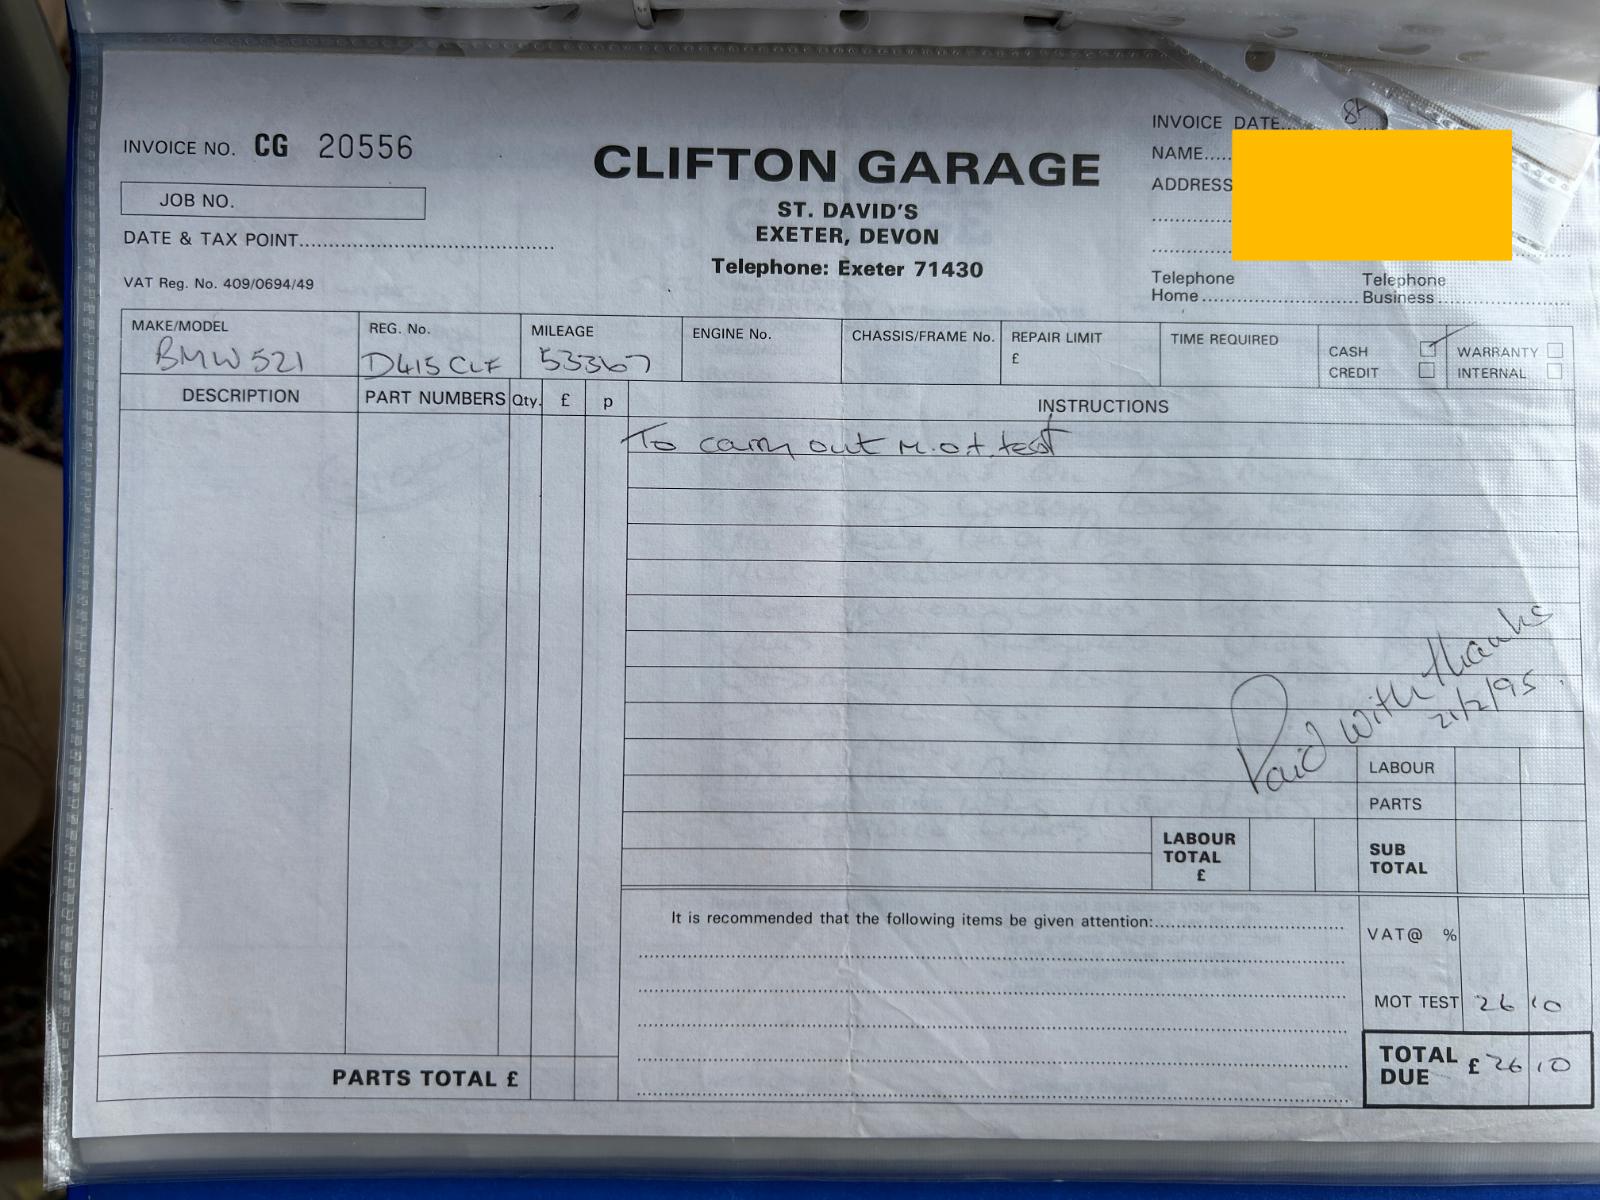 INVOICE NO. CG 20556
JOB NO.
DATE & TAX POINT
VAT Reg. No. 409/0694/49
CLIFTON GARAGE
ST. DAVID'S
EXETER, DEVON
Telephone: Exeter 71430
INVOICE DATE
NAME
ADDRESS
Telephone Home
Telephone Business
MAKE/MODEL
BMW 521
REG. No.
D415 CLF
MILEAGE
53367
ENGINE No.
CHASSIS/FRAME No.
REPAIR LIMIT
£
TIME REQUIRED
CASH
CREDIT
WARRANTY
INTERNAL
DESCRIPTION
PART NUMBERS
Qty.
£
p
INSTRUCTIONS
To carry out M.O.t. test
Paid with thanks
21/2/95
LABOUR
PARTS
LABOUR
TOTAL
£
SUB
TOTAL
It is recommended that the following items be given attention:
VAT@ %
MOT TEST 26 10
PARTS TOTAL £
TOTAL
DUE
£ 26 10